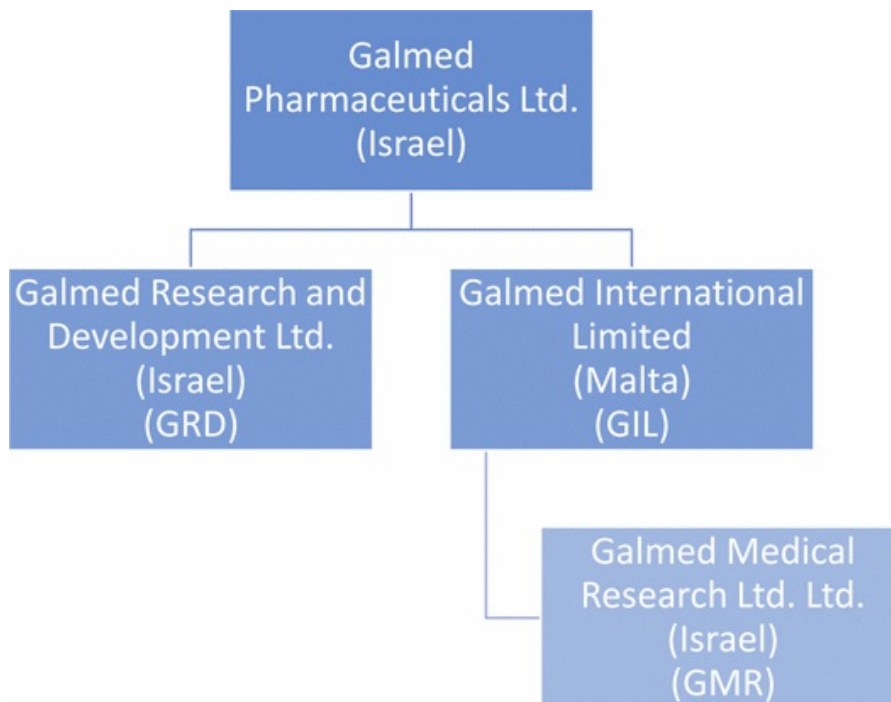 Galmed
Pharmaceuticals Ltd.
(Israel)
Galmed Research and
Development Ltd.
(Israel)
(GRD)
Galmed International
Limited
(Malta)
(GIL)
Galmed Medical
Research Ltd. Ltd.
(Israel)
(GMR)